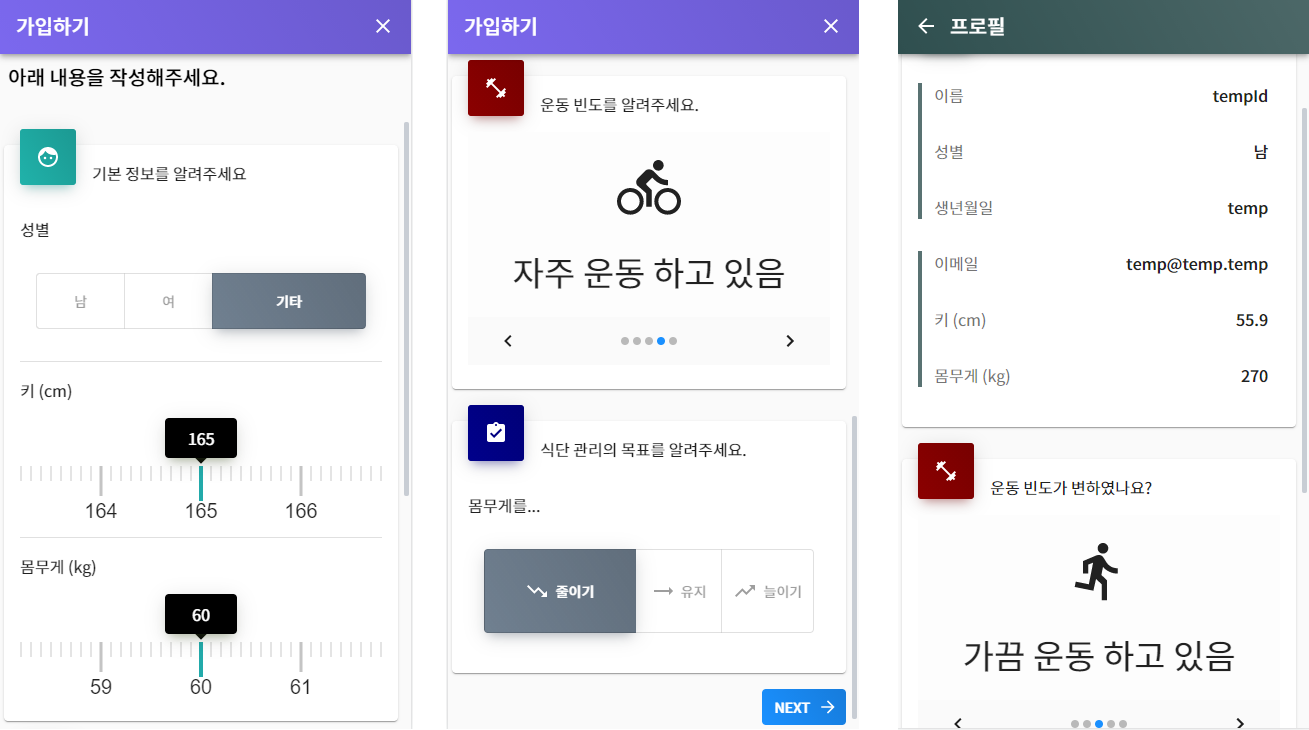 가입하기
아래 내용을 작성해주세요.
기본 정보를 알려주세요
성별
남 여 기타
키 (cm)
165
164 165 166
몸무게 (kg)
60
59 60 61
가입하기
운동 빈도를 알려주세요.
자주 운동 하고 있음
식단 관리의 목표를 알려주세요.
몸무게를...
줄이기 유지 늘이기
NEXT
프로필
이름 tempId
성별 남
생년월일 temp
이메일 temp@temp.temp
키 (cm) 55.9
몸무게 (kg) 270
운동 빈도가 변하였나요?
가끔 운동 하고 있음